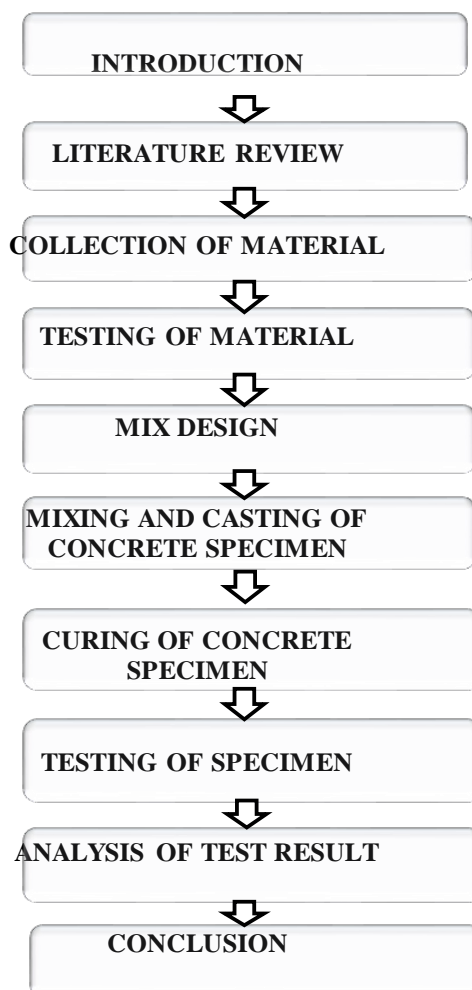 INTRODUCTION
LITERATURE REVIEW
COLLECTION OF MATERIAL
TESTING OF MATERIAL
MIX DESIGN
MIXING AND CASTING OF
CONCRETE SPECIMEN
CURING OF CONCRETE
SPECIMEN
TESTING OF SPECIMEN
ANALYSIS OF TEST RESULT
CONCLUSION